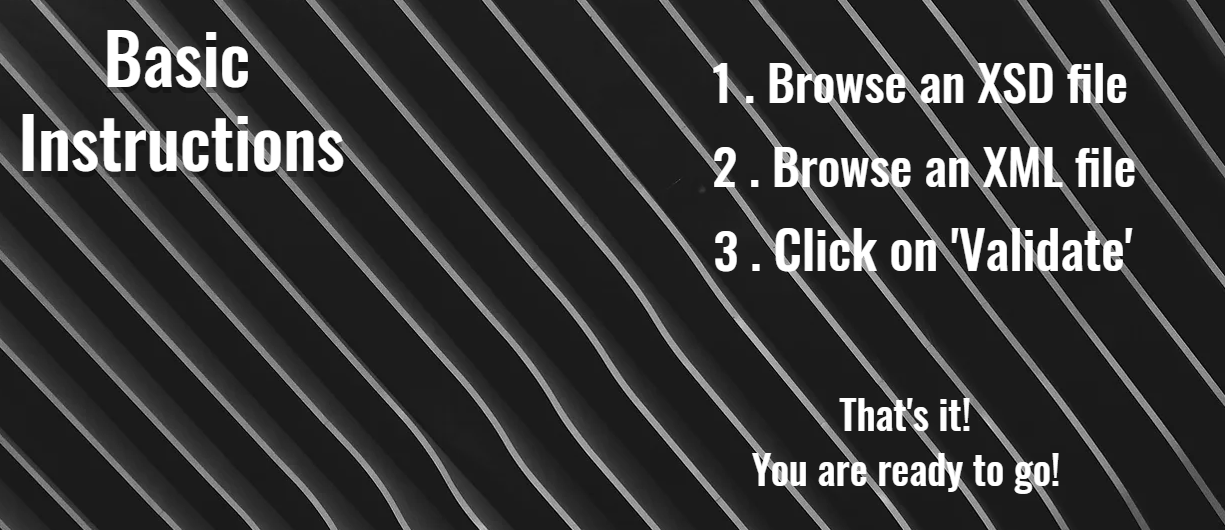 Basic
Instructions
1 . Browse an XSD file
2 . Browse an XML file
3 . Click on 'Validate'
That's it!
You are ready to go!